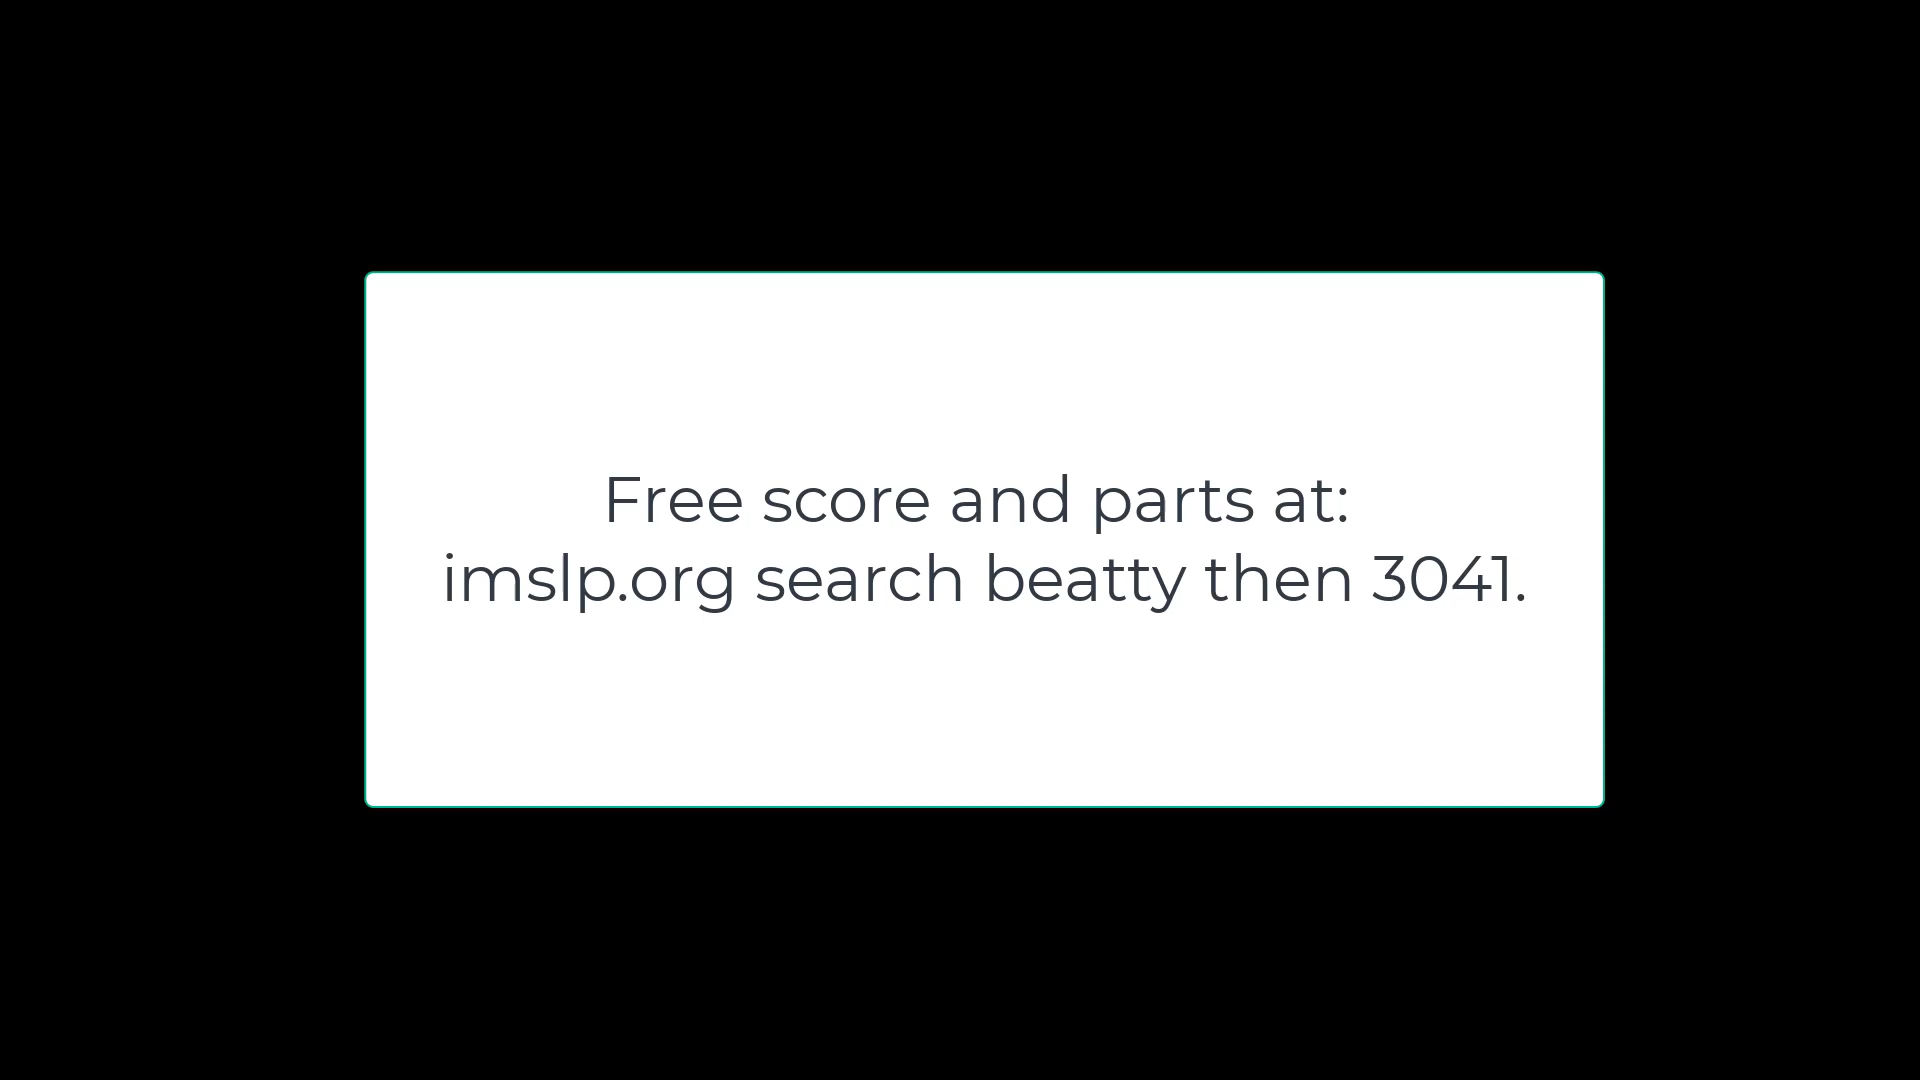 Free score and parts at:
imslp.org search beatty then 3041.